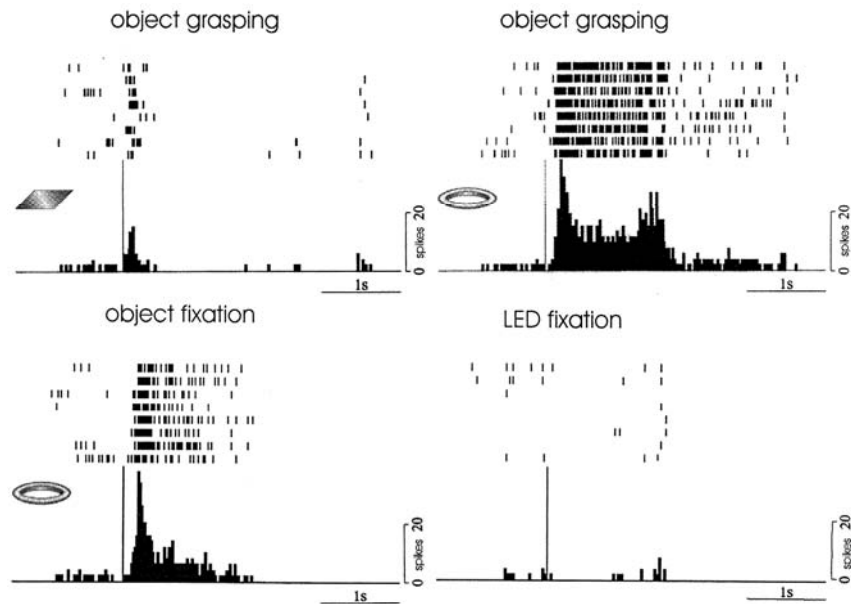 object grasping
object grasping
20
spikes
0
1s
20
spikes
0
1s
object fixation
LED fixation
20
spikes
0
1s
20
spikes
0
1s